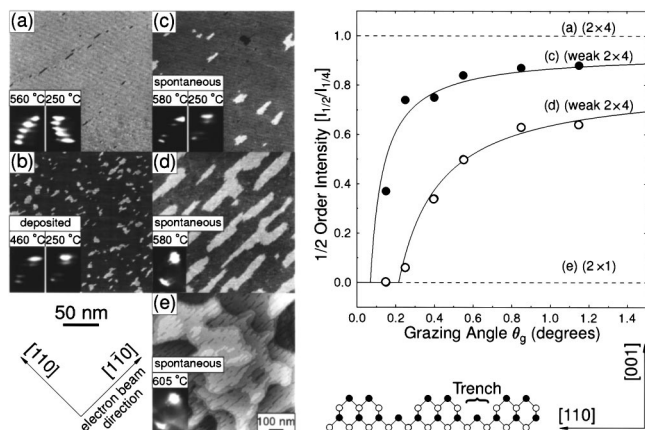 (a)
560 °C 250 °C
(b)
deposited
460 °C 250 °C
50 nm
[110]
[11̄0]
electron beam
direction
(c)
spontaneous
580 °C 250 °C
(d)
spontaneous
580 °C
(e)
spontaneous
605 °C
100 nm
1/2 Order Intensity [I1/2/I1/4]
1.0
0.8
0.6
0.4
0.2
0.0
(a) (2×4)
(c) (weak 2×4)
(d) (weak 2×4)
(e) (2×1)
0.0 0.2 0.4 0.6 0.8 1.0 1.2 1.4
Grazing Angle θg (degrees)
Trench
[001]
[110]